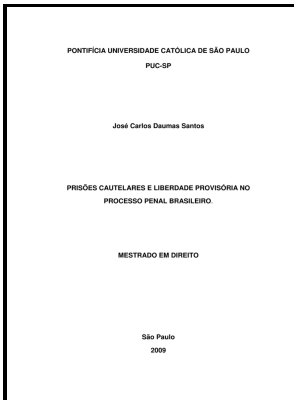 PONTIFÍCIA UNIVERSIDADE CATÓLICA DE SÃO PAULO
PUC-SP
José Carlos Daumas Santos
PRISÕES CAUTELARES E LIBERDADE PROVISÓRIA NO
PROCESSO PENAL BRASILEIRO.
MESTRADO EM DIREITO
São Paulo
2009